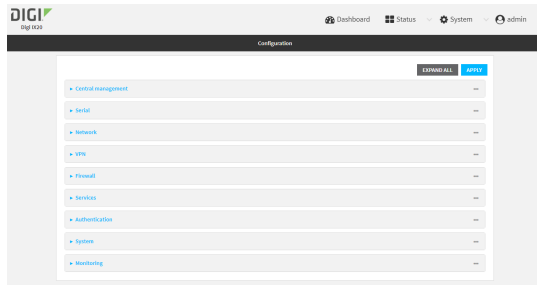 DIGI
Digi IX20
Dashboard Status System admin
Configuration
EXPAND ALL APPLY
Central management
Serial
Network
VPN
Firewall
Services
Authentication
System
Monitoring